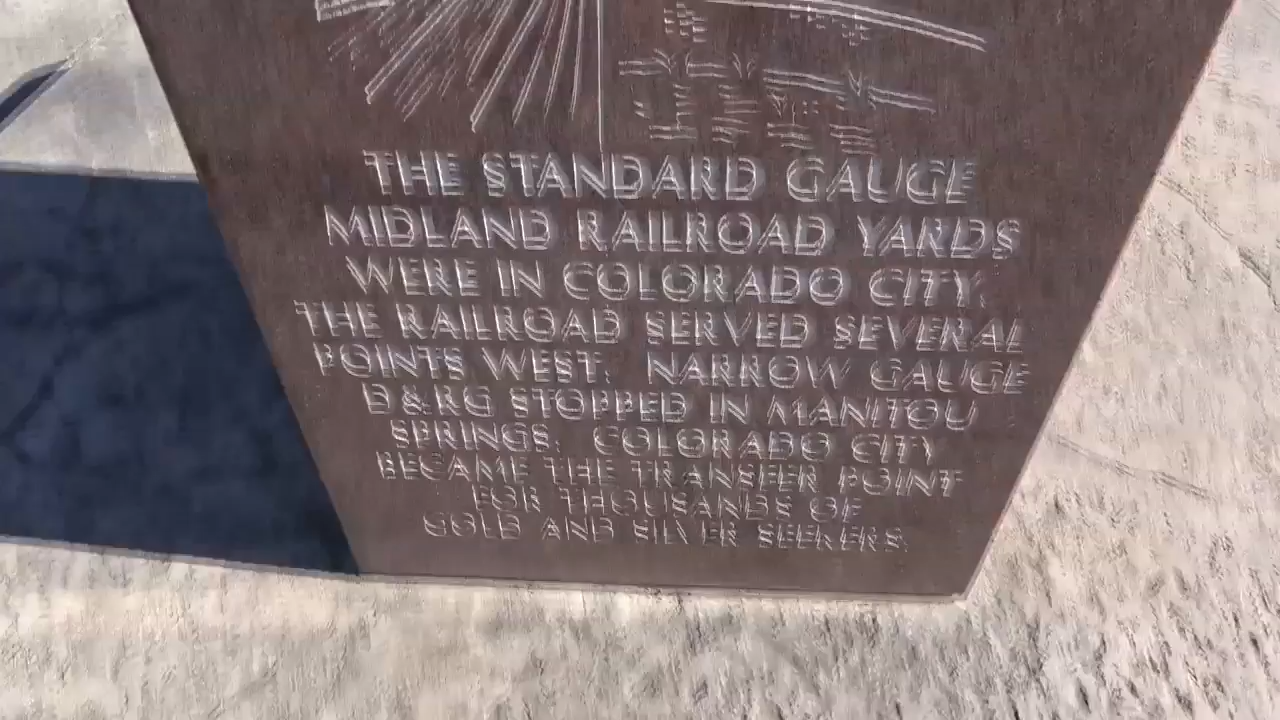 THE STANDARD GAUGE
MIDLAND RAILROAD YARDS
WERE IN COLORADO CITY.
THE RAILROAD SERVED SEVERAL
POINTS WEST. NARROW GAUGE
D&RG STOPPED IN MANITOU
SPRINGS. COLORADO CITY
BECAME THE TRANSFER POINT
FOR THOUSANDS OF
GOLD AND SILVER SEEKERS.